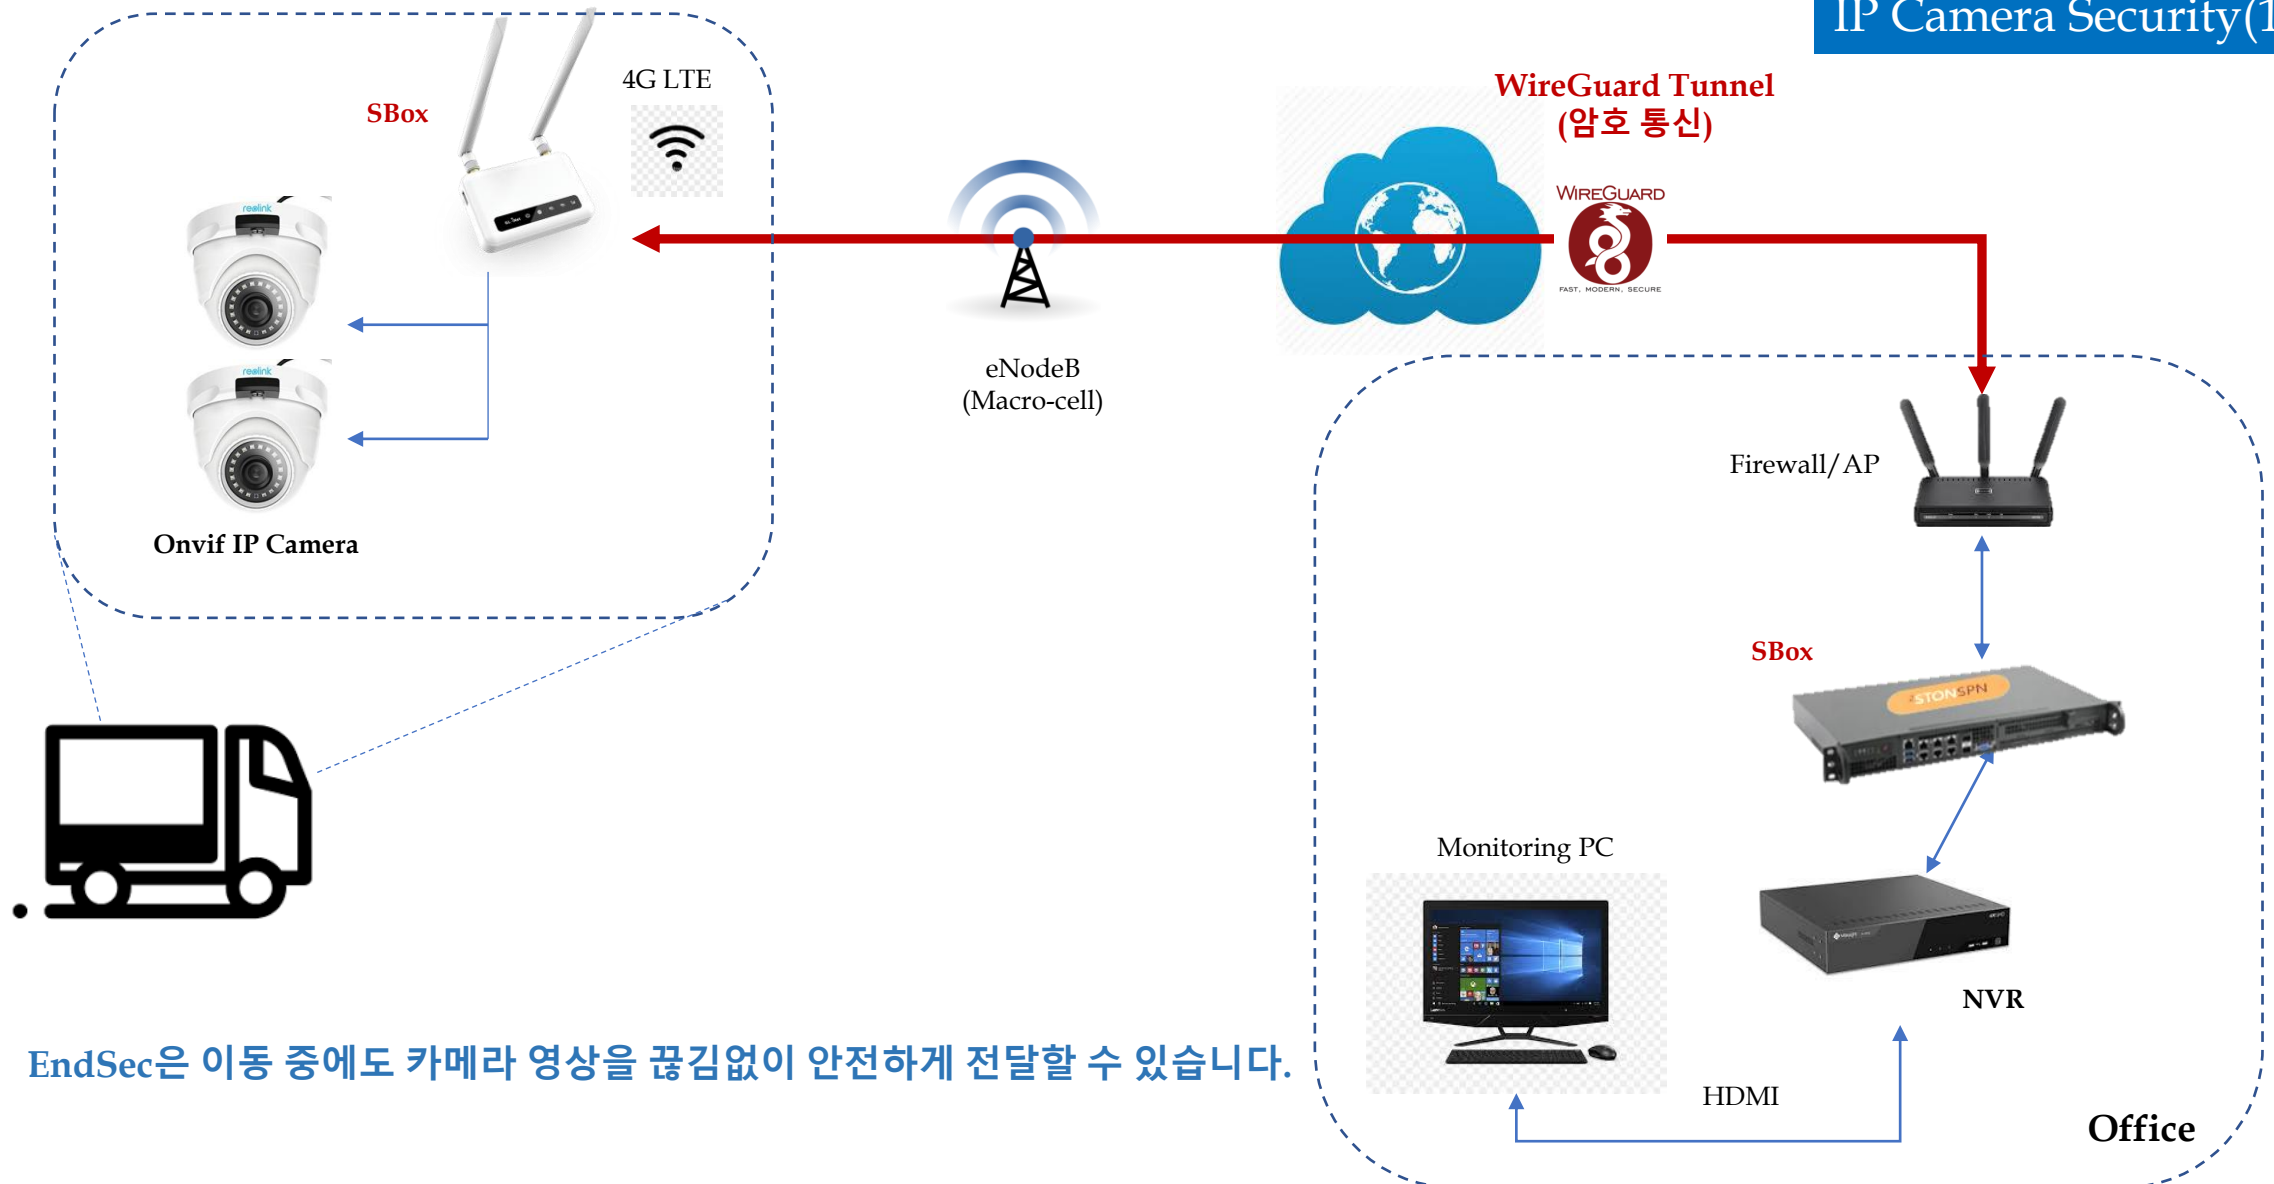 IP Camera Security(1
4G LTE
SBox
WireGuard Tunnel
(암호 통신)
WIREGUARD
FAST, MODERN, SECURE
reolink
reolink
Onvif IP Camera
eNodeB
(Macro-cell)
Firewall/AP
SBox
STONSPN
Monitoring PC
NVR
HDMI
Office
EndSec은 이동 중에도 카메라 영상을 끊김없이 안전하게 전달할 수 있습니다.